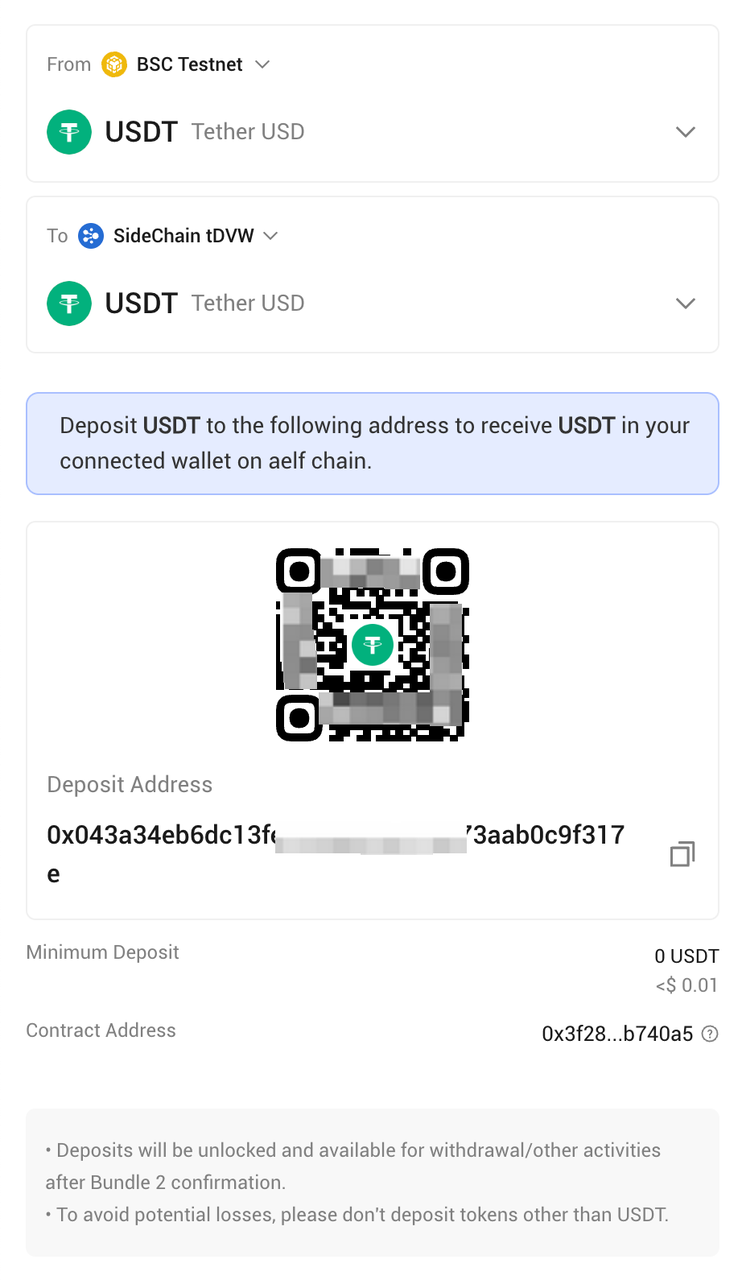 From BSC Testnet
USDT Tether USD
To SideChain tDVW
USDT Tether USD
Deposit USDT to the following address to receive USDT in your
connected wallet on aelf chain.
Deposit Address
0x043a34eb6dc13f 73aab0c9f317
e
Minimum Deposit
0 USDT
<$ 0.01
Contract Address
0x3f28...b740a5
• Deposits will be unlocked and available for withdrawal/other activities
after Bundle 2 confirmation.
• To avoid potential losses, please don't deposit tokens other than USDT.